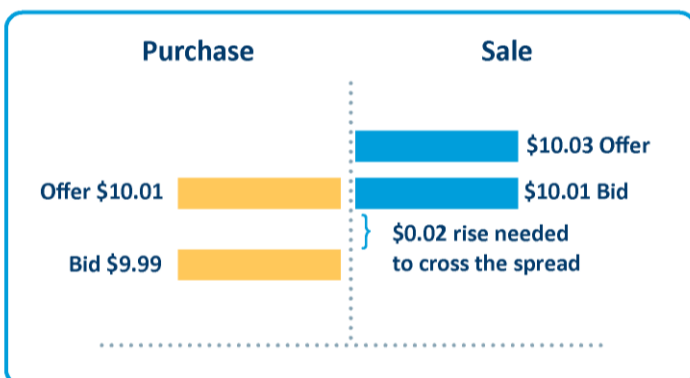 Purchase
Sale
$10.03 Offer
Offer $10.01
$10.01 Bid
$0.02 rise needed
to cross the spread
Bid $9.99